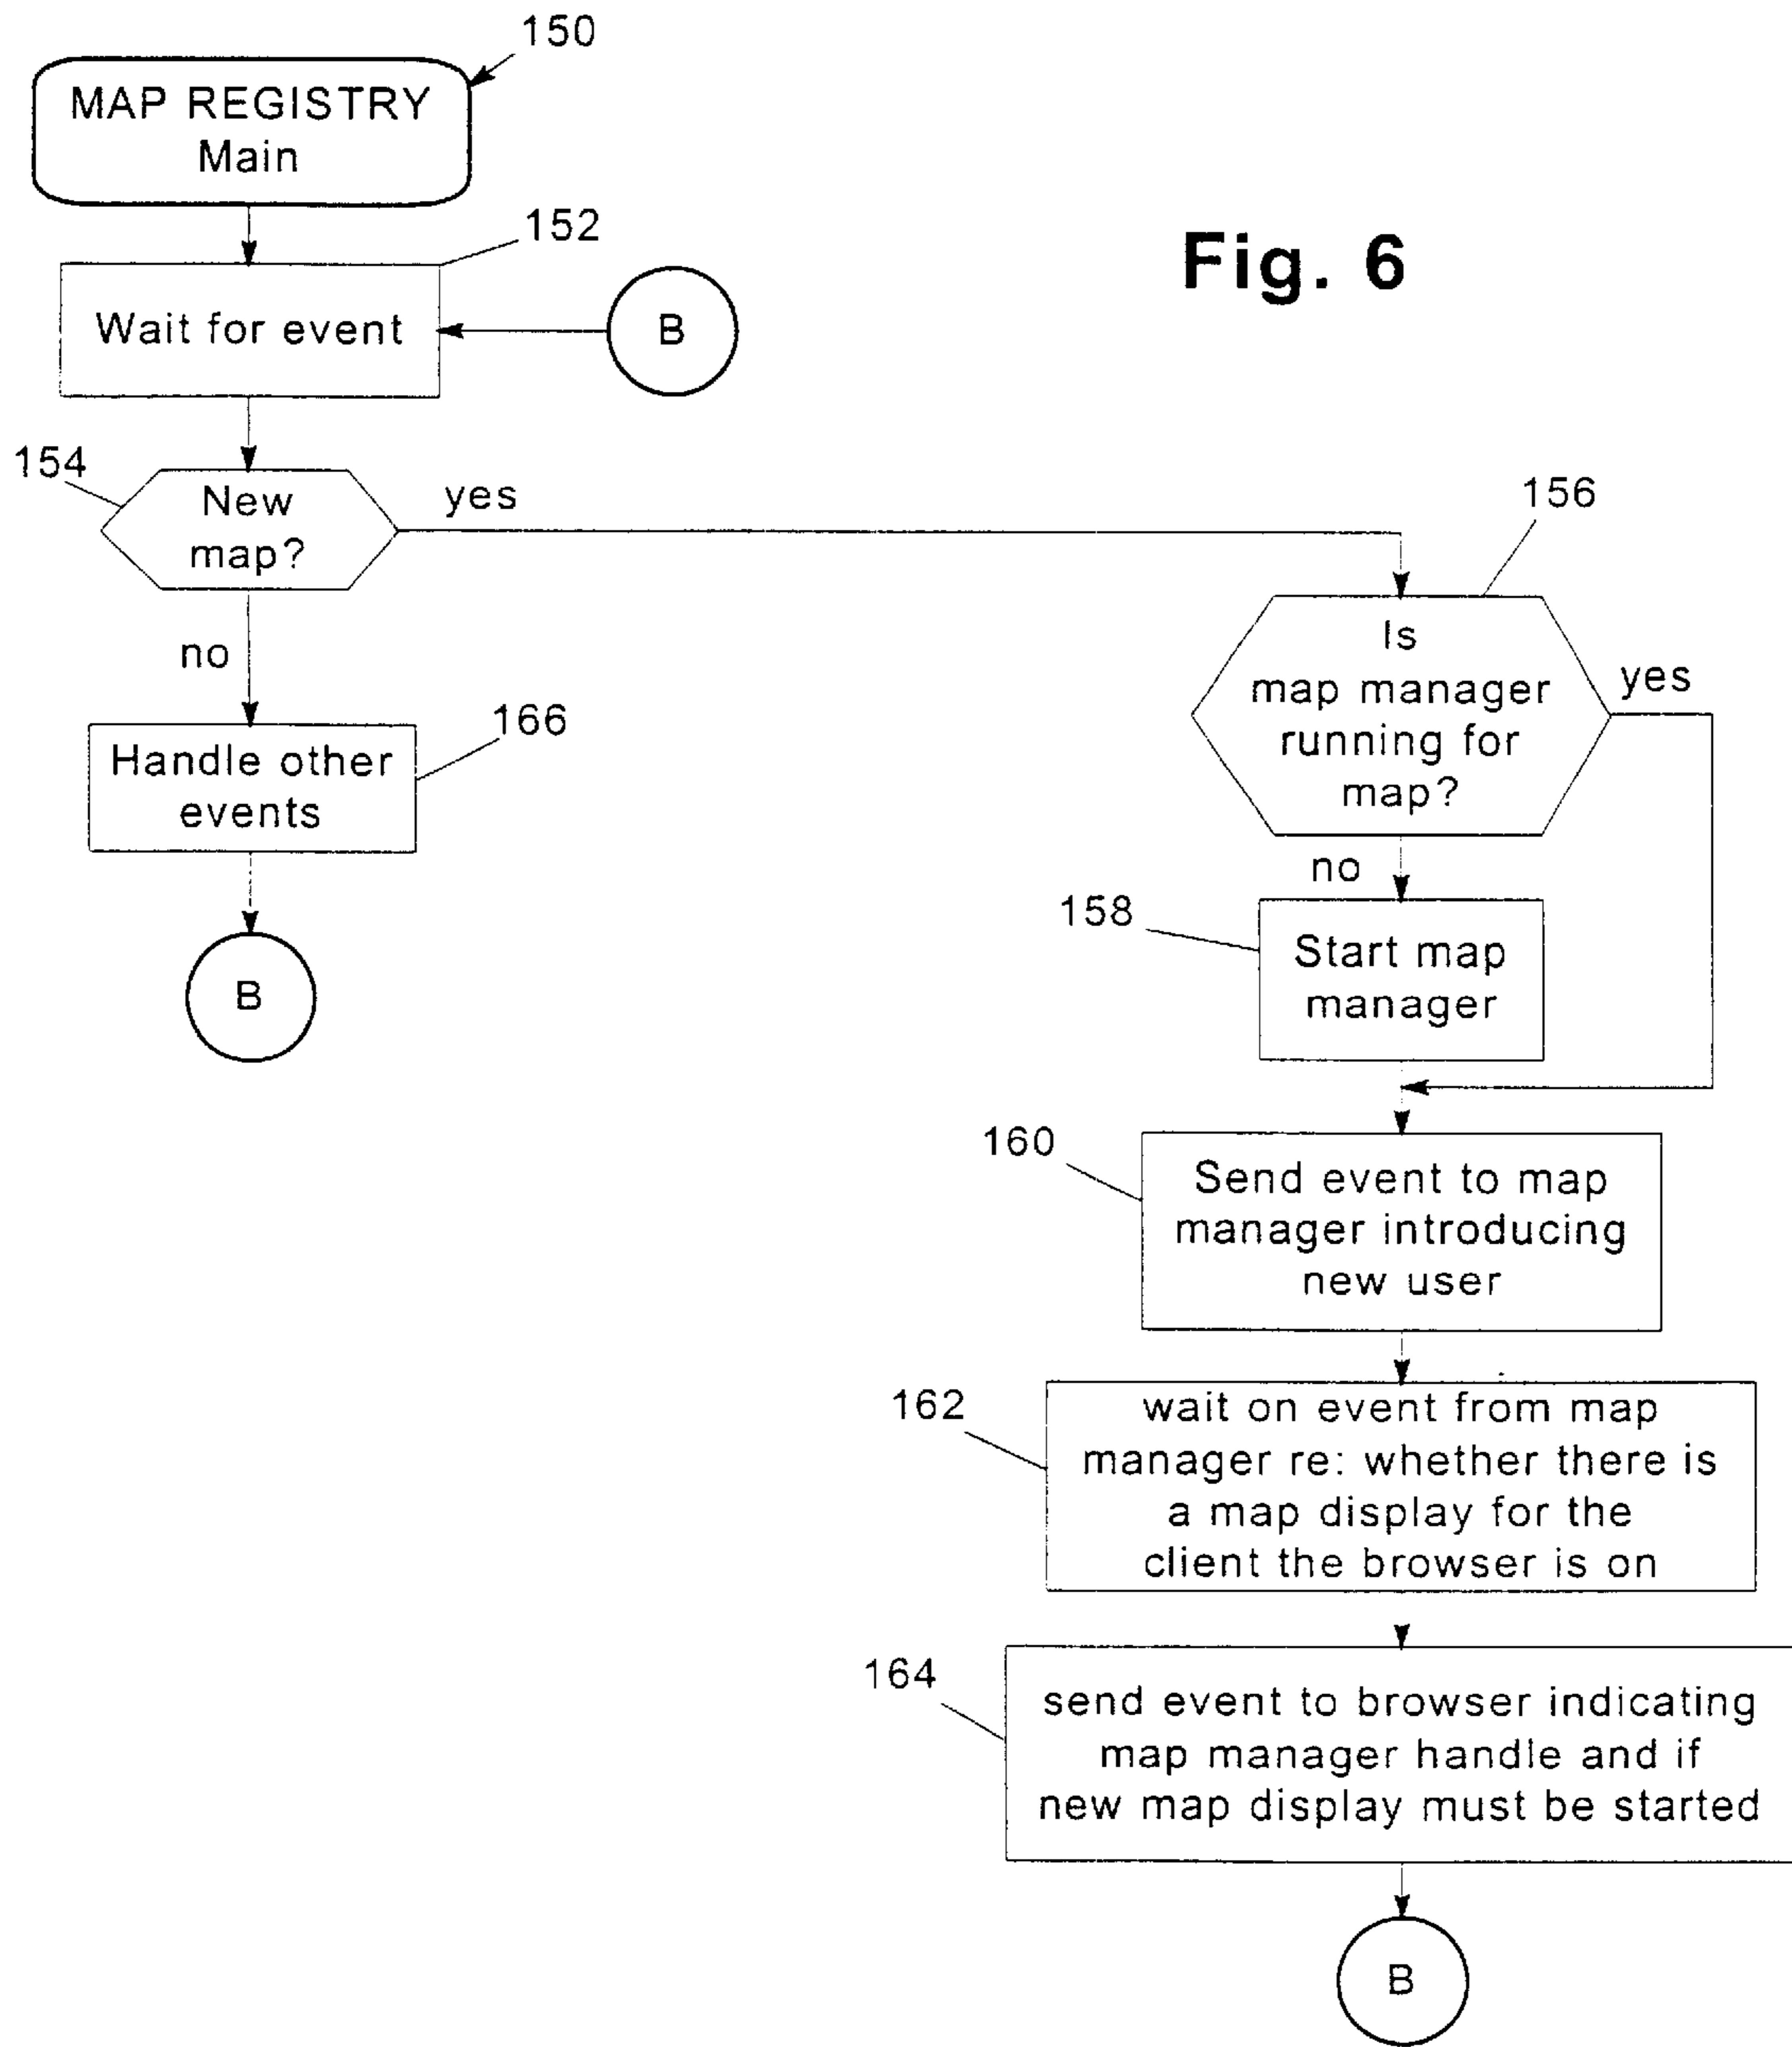 150
MAP REGISTRY
Main
152
Fig. 6
Wait for event
B
154
New
map?
yes
156
Is
map manager
running for
map?
yes
no
166
Handle other
events
no
158
Start map
manager
B
160
Send event to map
manager introducing
new user
162
wait on event from map
manager re: whether there is
a map display for the
client the browser is on
164
send event to browser indicating
map manager handle and if
new map display must be started
B